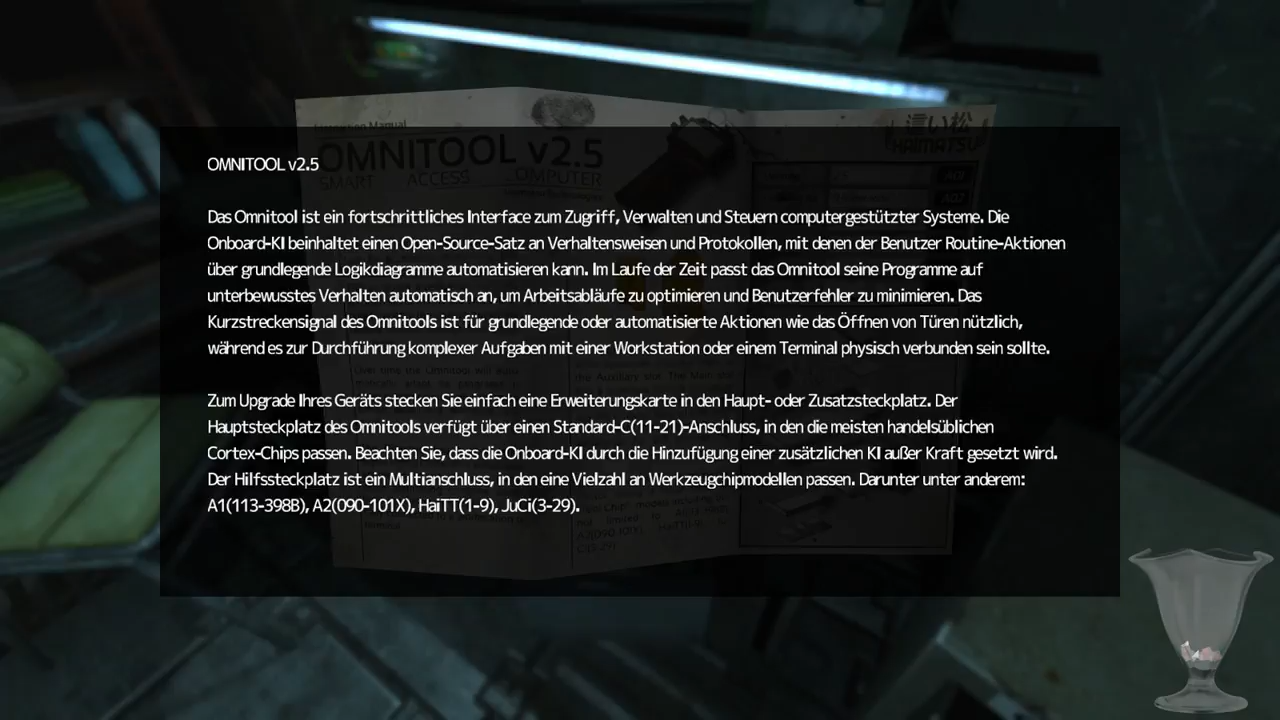 Manual
這い松
HAIMATSU
OMNITOOL v2.5
SMART ACCESS COMPUTER
OMNITOOL v2.5
Das Omnitool ist ein fortschrittliches Interface zum Zugriff, Verwalten und Steuern computergestützter Systeme. Die
Onboard-KI beinhaltet einen Open-Source-Satz an Verhaltensweisen und Protokollen, mit denen der Benutzer Routine-Aktionen
über grundlegende Logikdiagramme automatisieren kann. Im Laufe der Zeit passt das Omnitool seine Programme auf
unterbewusstes Verhalten automatisch an, um Arbeitsabläufe zu optimieren und Benutzerfehler zu minimieren. Das
Kurzstreckensignal des Omnitools ist für grundlegende oder automatisierte Aktionen wie das Öffnen von Türen nützlich,
während es zur Durchführung komplexer Aufgaben mit einer Workstation oder einem Terminal physisch verbunden sein sollte.
Zum Upgrade Ihres Geräts stecken Sie einfach eine Erweiterungskarte in den Haupt- oder Zusatzsteckplatz. Der
Hauptsteckplatz des Omnitools verfügt über einen Standard-C(11-21)-Anschluss, in den die meisten handelsüblichen
Cortex-Chips passen. Beachten Sie, dass die Onboard-KI durch die Hinzufügung einer zusätzlichen KI außer Kraft gesetzt wird.
Der Hilfssteckplatz ist ein Multianschluss, in den eine Vielzahl an Werkzeugchipmodellen passen. Darunter unter anderem:
A1(113-398B), A2(090-101X), HaiTT(1-9), JuCi(3-29).